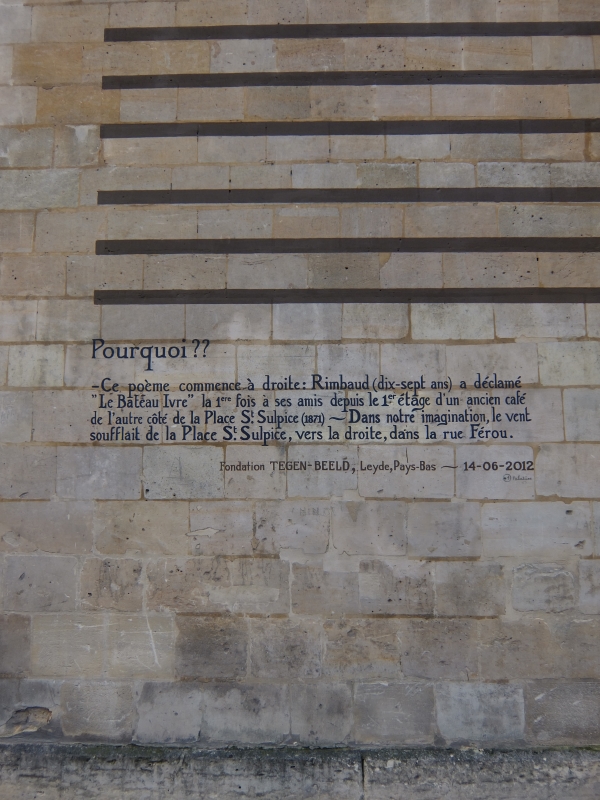 Pourquoi ??
-Ce poème commence à droite: Rimbaud (dix-sept ans) a déclamé
"Le Batéau Ivre" la 1ere fois à ses amis depuis le 1er étage d'un ancien café
de l'autre côté de la Place St Sulpice (1871) ~ Dans notre imagination, le vent
soufflait de la Place St Sulpice, vers la droite, dans la rue Férou.
Fondation TEGEN-BEELD, Leyde, Pays-Bas ~ 14-06-2012